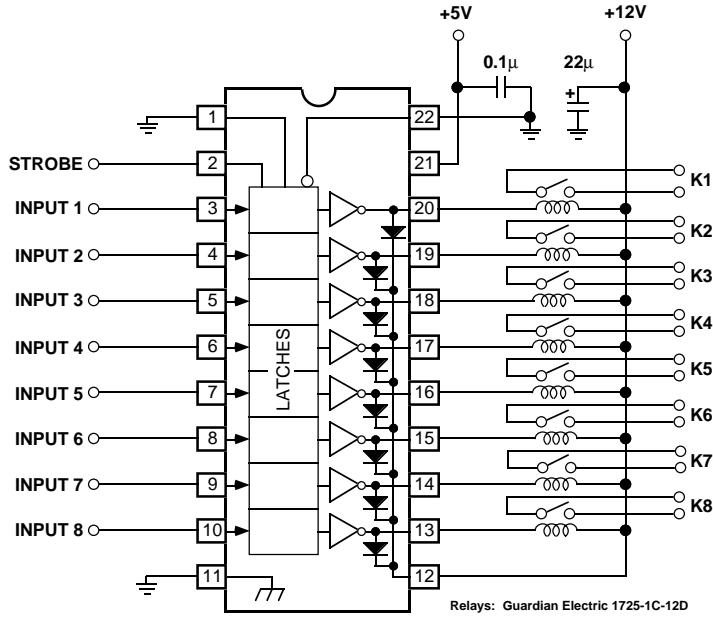 +5V
+12V
0.1μ
22μ
+
1
22
STROBE
2
21
K1
INPUT 1
3
20
K2
INPUT 2
4
19
K3
INPUT 3
5
18
K4
INPUT 4
6
17
LATCHES
K5
INPUT 5
7
16
K6
INPUT 6
8
15
K7
INPUT 7
9
14
K8
INPUT 8
10
13
11
12
Relays: Guardian Electric 1725-1C-12D